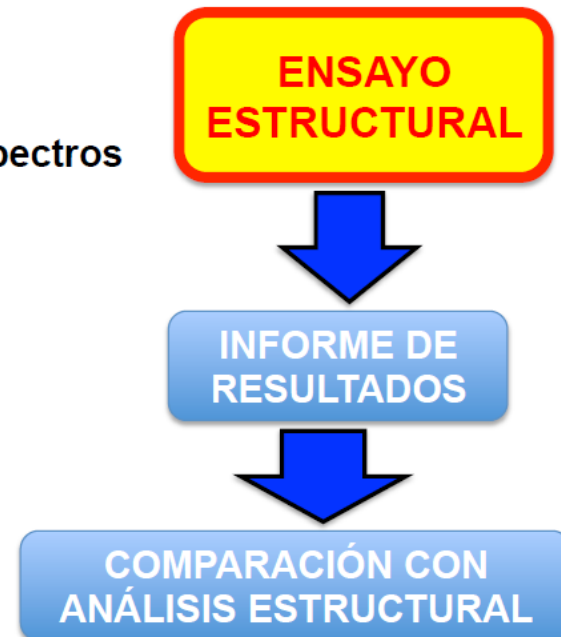 ENSAYO
ESTRUCTURAL
pectros
INFORME DE
RESULTADOS
COMPARACIÓN CON
ANÁLISIS ESTRUCTURAL